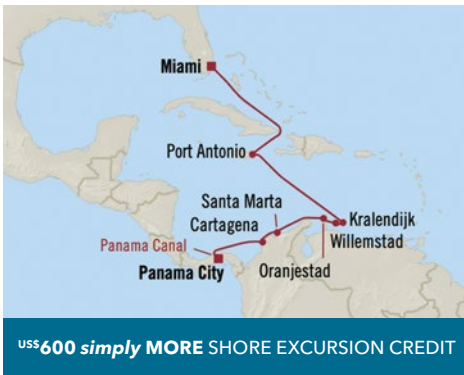 Miami
Port Antonio
Santa Marta
Cartagena
Kralendijk
Willemstad
Panama Canal
Panama City
Oranjestad
US$600 simply MORE SHORE EXCURSION CREDIT